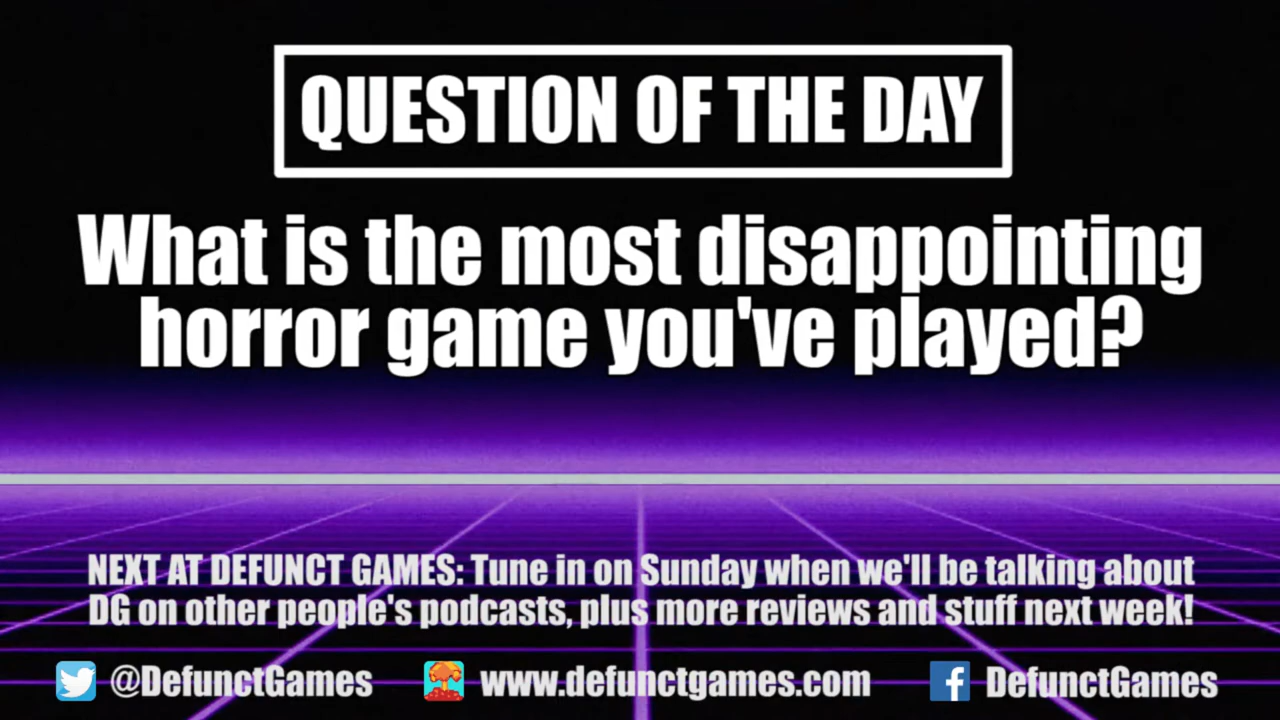 QUESTION OF THE DAY
What is the most disappointing
horror game you've played?
NEXT AT DEFUNCT GAMES: Tune in on Sunday when we'll be talking about
DG on other people's podcasts, plus more reviews and stuff next week!
@DefunctGames www.defunctgames.com DefunctGames